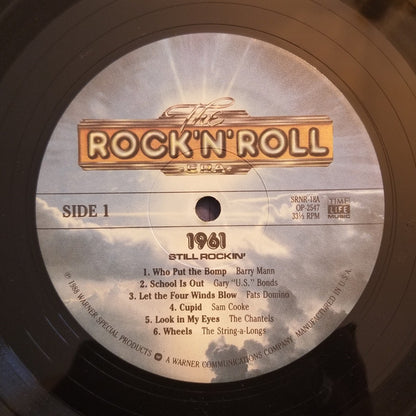 The
ROCK'N'ROLL
ERA
SIDE 1
SRNR-18A
OP-2547
33⅓ RPM
TIME
LIFE
MUSIC
1961
STILL ROCKIN'
1. Who Put the Bomp Barry Mann
2. School Is Out Gary "U.S." Bonds
3. Let the Four Winds Blow Fats Domino
4. Cupid Sam Cooke
5. Look in My Eyes The Chantels
6. Wheels The String-a-Longs
℗ 1988 WARNER SPECIAL PRODUCTS A WARNER COMMUNICATIONS COMPANY. MANUFACTURED IN U.S.A.